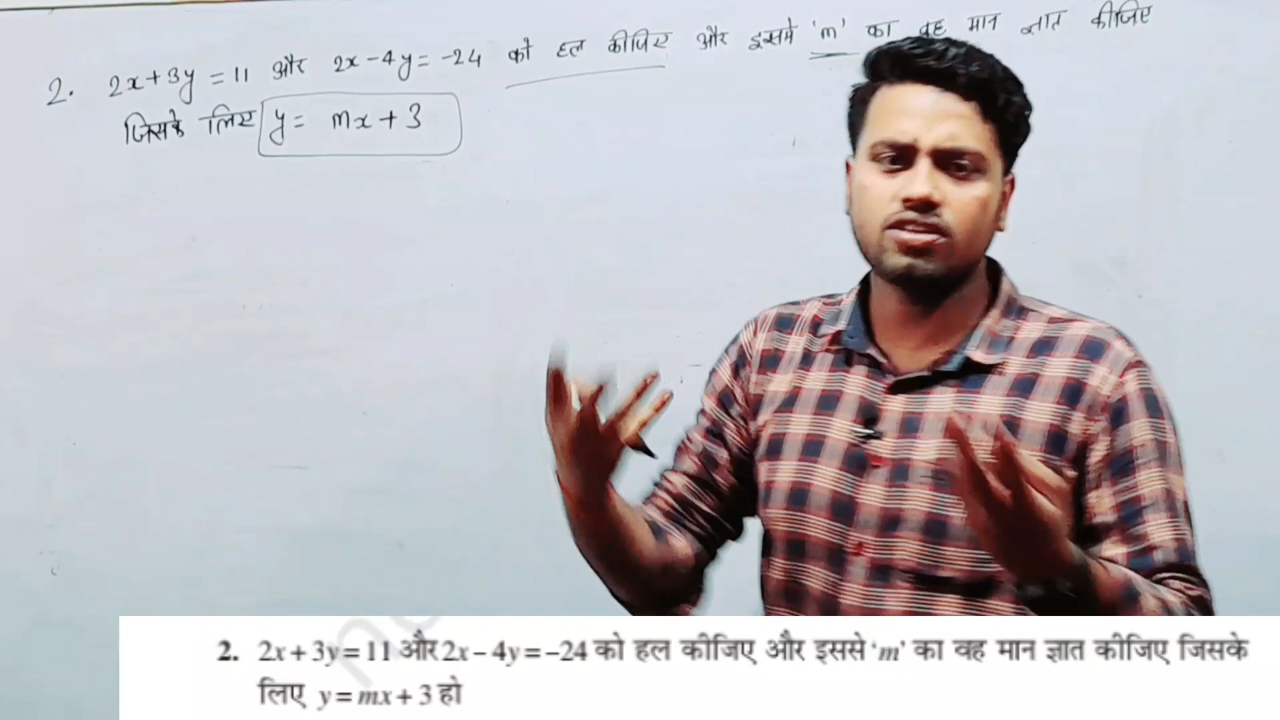 2. 2x+3y = 11 और 2x-4y= -24 को हल कीजिए और इसमे 'm' का वह मान ज्ञात कीजिए
जिसके लिए y= mx+3
2. 2x+3y=11 और 2x-4y=-24 को हल कीजिए और इससे 'm' का वह मान ज्ञात कीजिए जिसके
लिए y=mx+3 हो